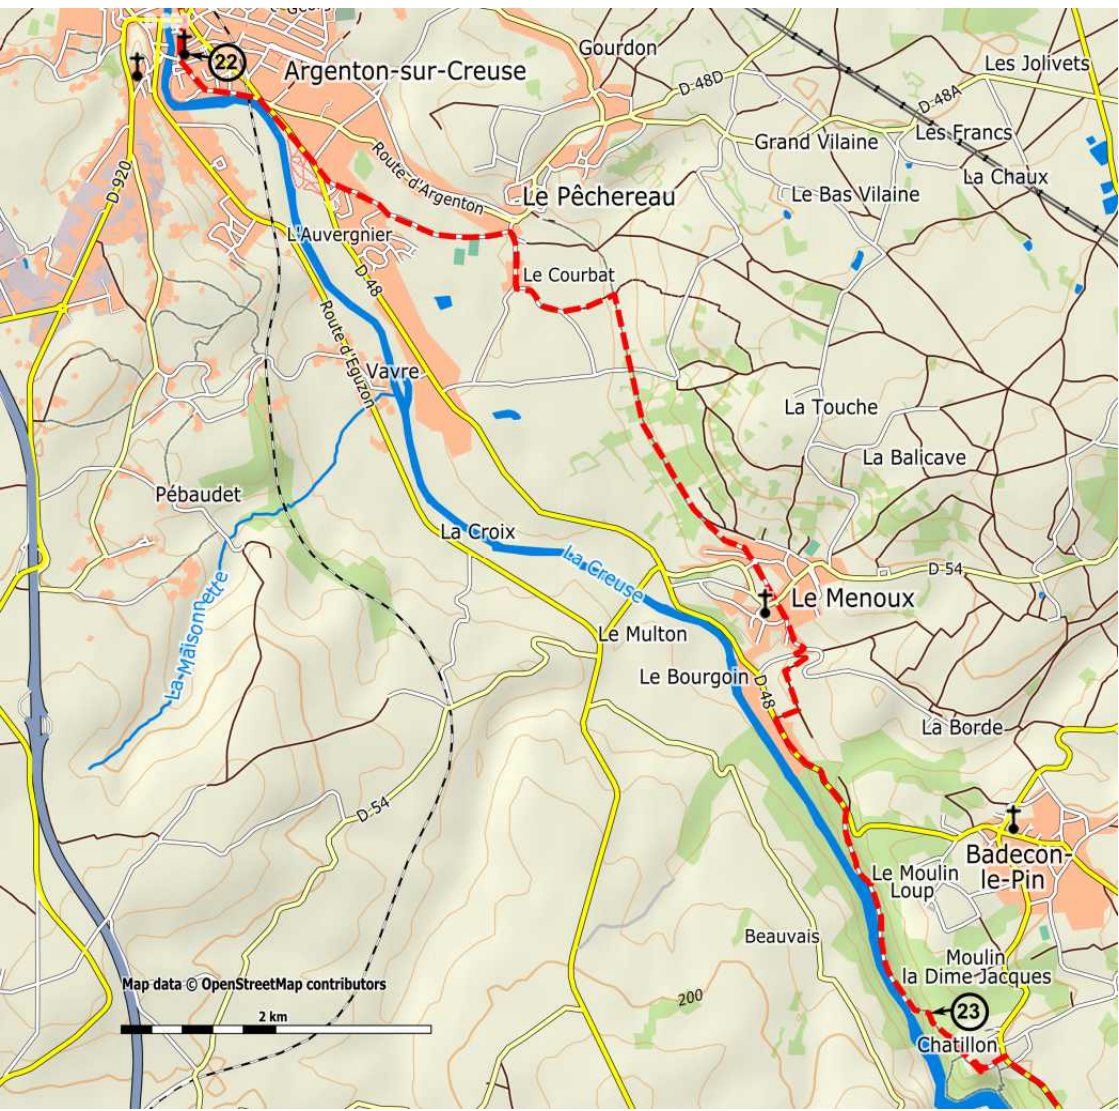 Geors
Gourdon
22
Argenton-sur-Creuse
Les Jolivets
D 48D
D 48A
Les Francs
Grand Vilaine
Route d'Argenton
La Chaux
D 920
Le Pêchereau
Le Bas Vilaine
L'Auvergnier
D 48
Le Courbat
Route d'Eguzon
Vavre
La Touche
La Balicave
Pébaudet
La Croix
La Creuse
D 54
La Maisonnette
Le Menoux
Le Multon
Le Bourgoin
D 48
La Borde
D 54
Badecon-
le-Pin
Le Moulin
Loup
Beauvais
Moulin
la Dime Jacques
Map data © OpenStreetMap contributors
200
2 km
23
Chatillon